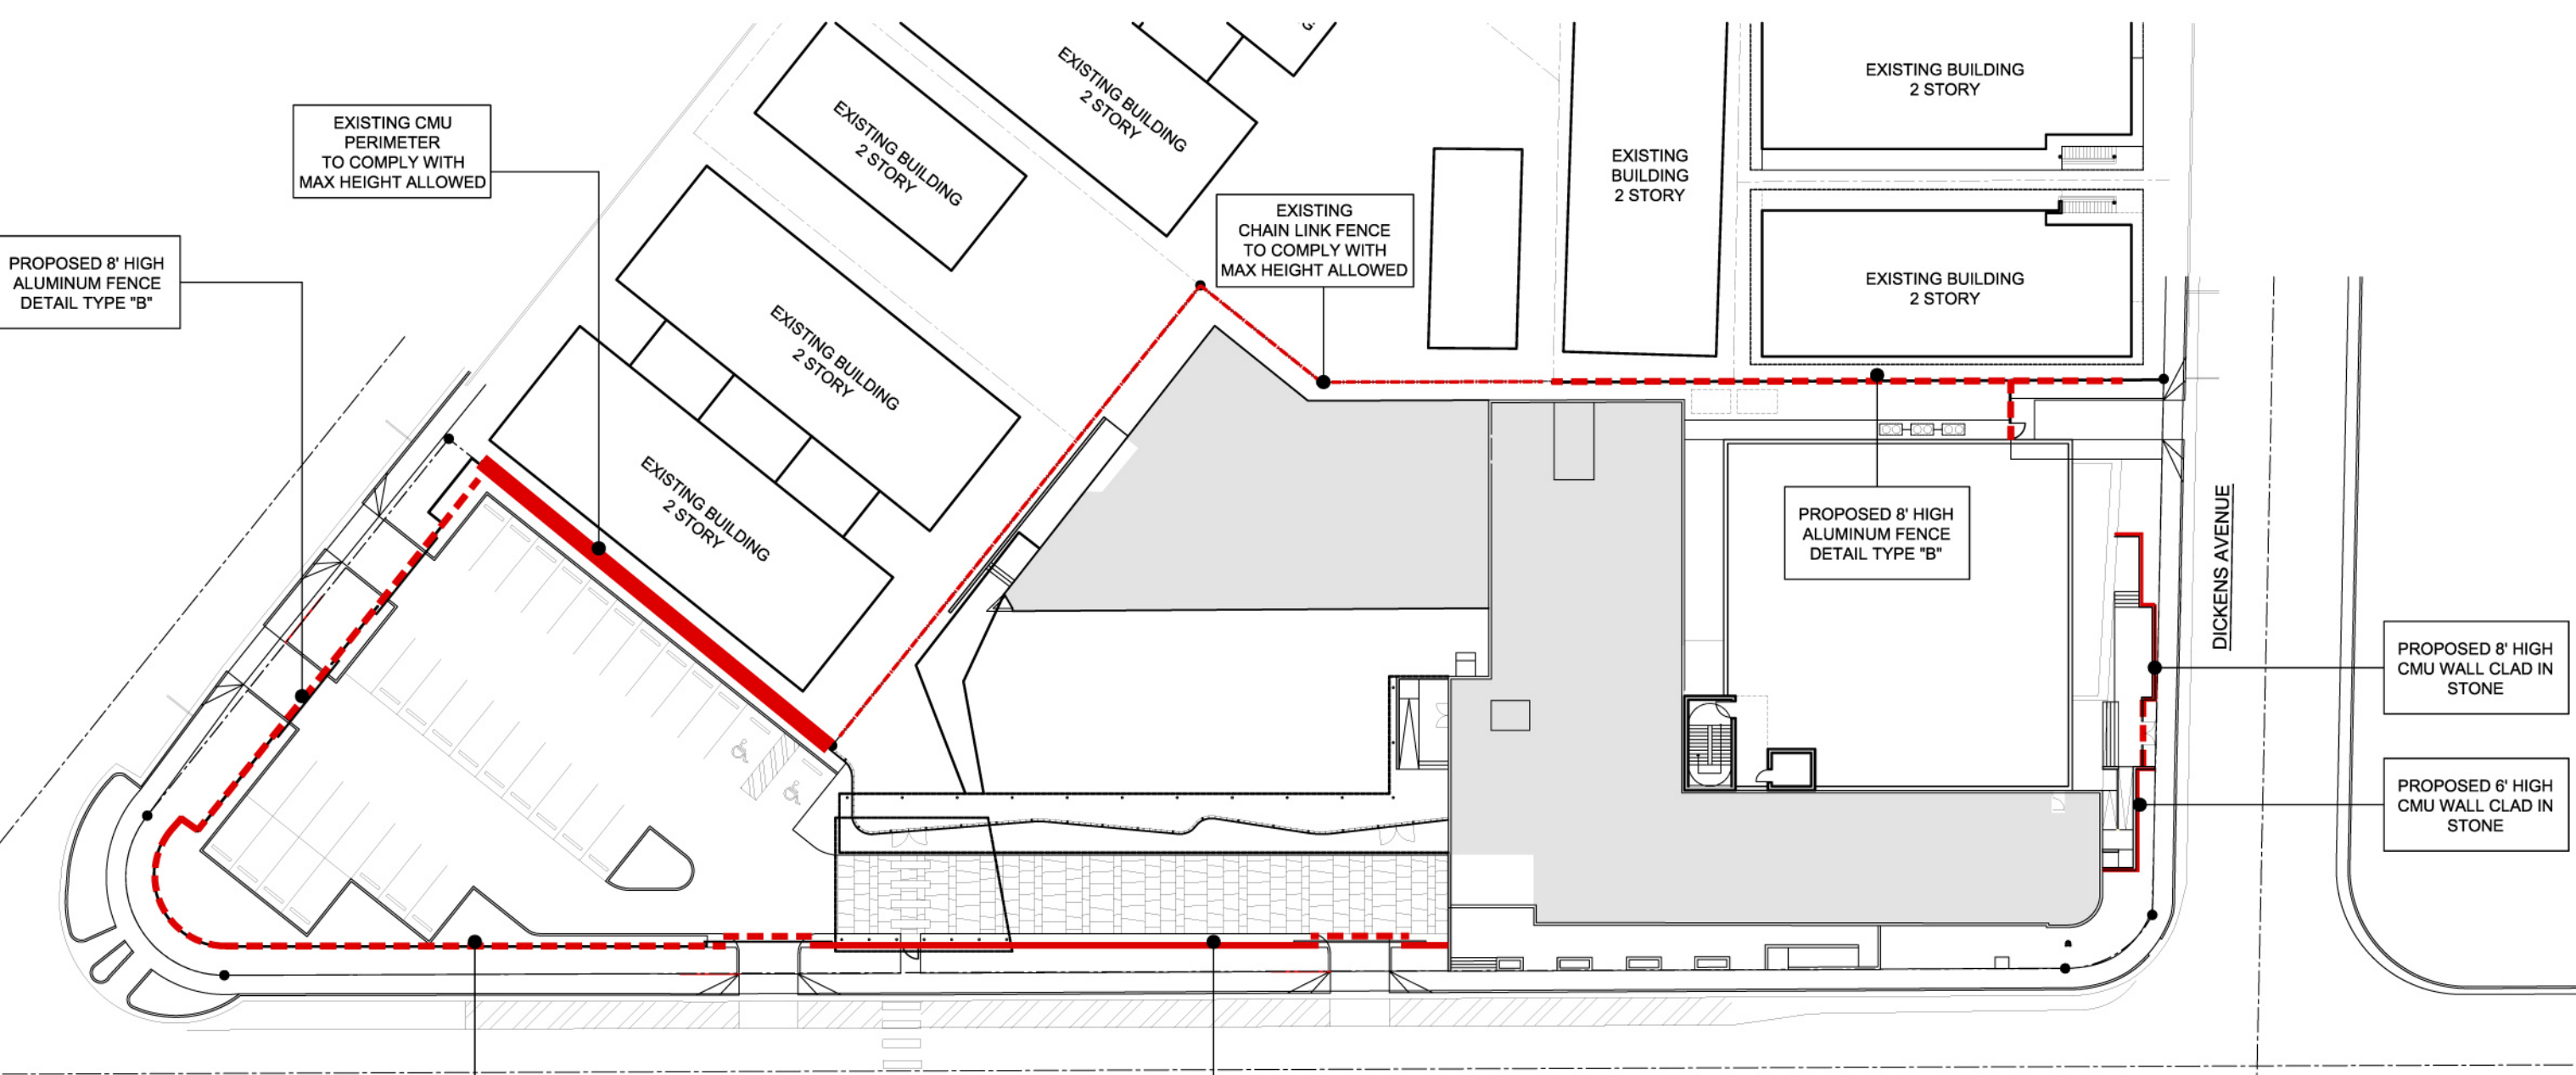 EXISTING BUILDING
2 STORY
EXISTING BUILDING
2 STORY
EXISTING CMU
PERIMETER
TO COMPLY WITH
MAX HEIGHT ALLOWED
EXISTING BUILDING
2 STORY
EXISTING
BUILDING
2 STORY
EXISTING
CHAIN LINK FENCE
TO COMPLY WITH
MAX HEIGHT ALLOWED
PROPOSED 8' HIGH
ALUMINUM FENCE
DETAIL TYPE "B"
EXISTING BUILDING
2 STORY
EXISTING BUILDING
2 STORY
EXISTING BUILDING
2 STORY
PROPOSED 8' HIGH
ALUMINUM FENCE
DETAIL TYPE "B"
DICKENS AVENUE
PROPOSED 8' HIGH
CMU WALL CLAD IN
STONE
PROPOSED 6' HIGH
CMU WALL CLAD IN
STONE